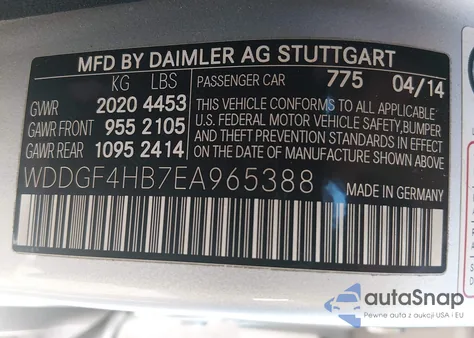 MFD BY DAIMLER AG STUTTGART
KG LBS PASSENGER CAR 775 04/14
GVWR 2020 4453
GAWR FRONT 955 2105
GAWR REAR 1095 2414
THIS VEHICLE CONFORMS TO ALL APPLICABLE
U.S. FEDERAL MOTOR VEHICLE SAFETY, BUMPER
AND THEFT PREVENTION STANDARDS IN EFFECT
ON THE DATE OF MANUFACTURE SHOWN ABOVE
WDDGF4HB7EA965388 MADE IN GERMANY
autoSnap
Pewne auta z aukcji USA i EU